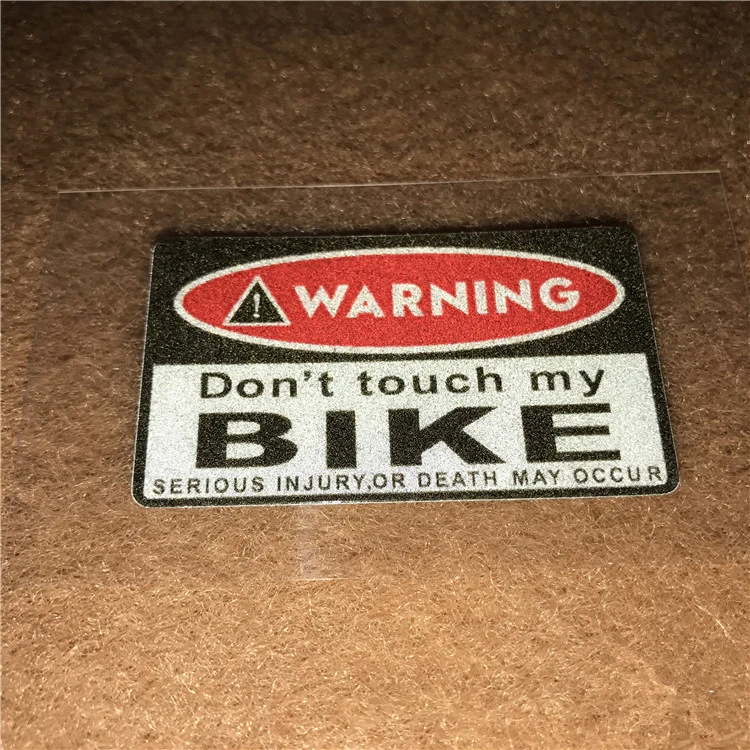 WARNING
Don't touch my
BIKE
SERIOUS INJURY,OR DEATH MAY OCCUR